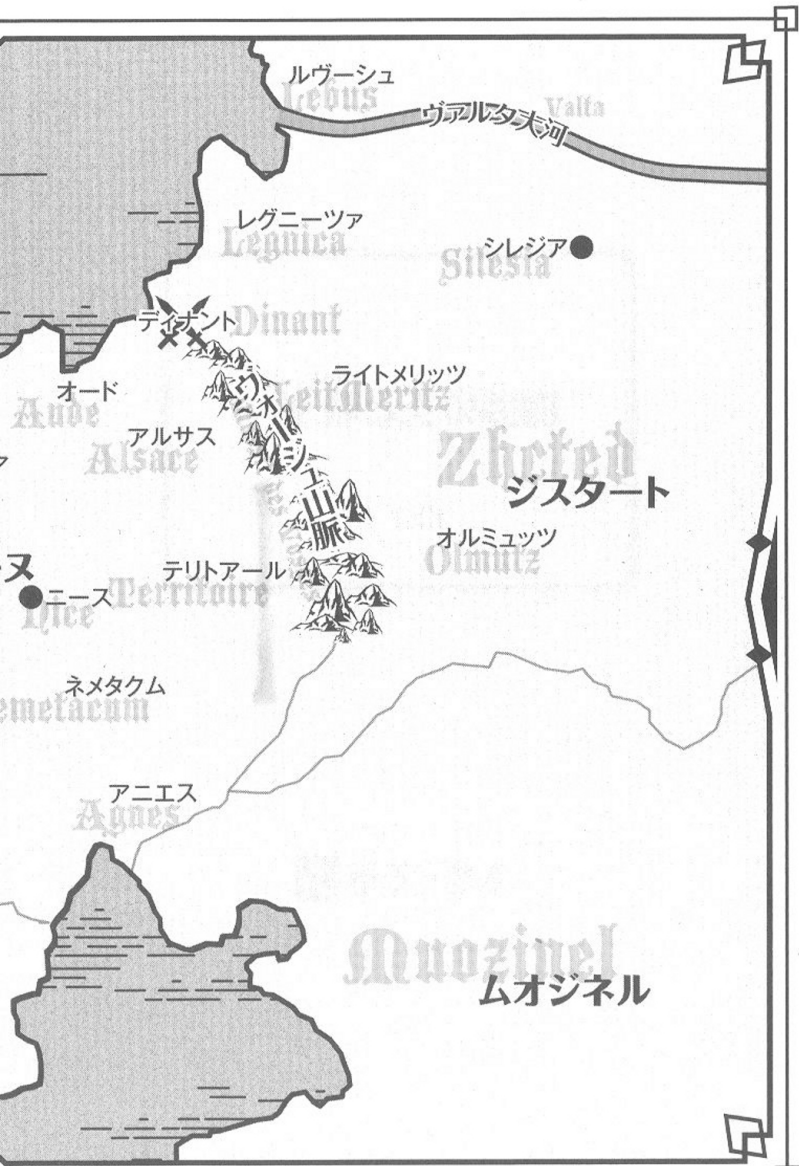 ルヴーシュ
Lebus
ヴァルタ大河
Valta
レグニーツァ
Legnica
シレジア
Silesia
ディナント
Dinant
ライトメリッツ
LeitMeritz
オード
Aude
アルサス
Alsace
ヴォージュ山脈
Zhcted
ジスタート
オルミュッツ
Olmutz
テリトアール
Territoire
ヌ
ニース
Nice
ネメタクム
emetacum
アニエス
Agnes
Muozinel
ムオジネル